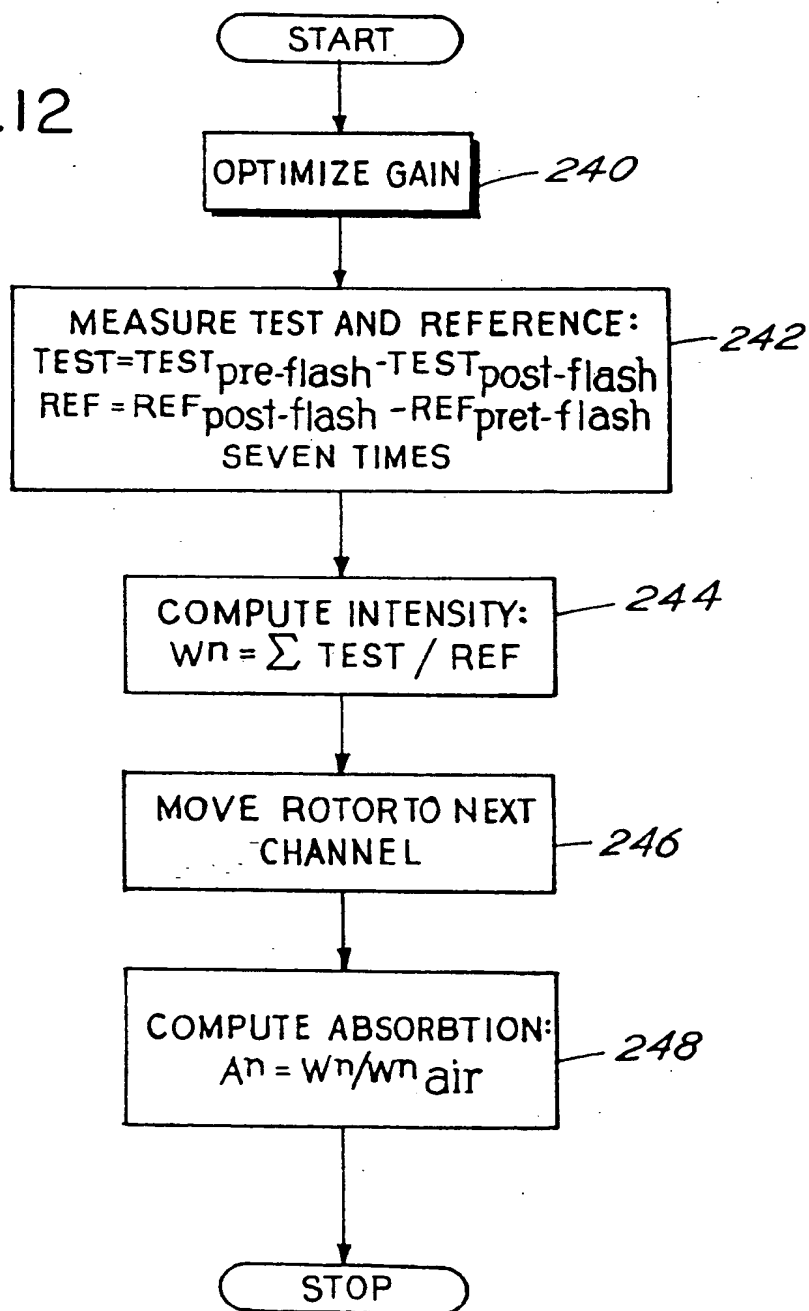 START
.12
OPTIMIZE GAIN
240
MEASURE TEST AND REFERENCE:
TEST=TESTpre-flash-TESTpost-flash
REF=REFpost-flash-REFpret-flash
SEVEN TIMES
242
COMPUTE INTENSITY:
Wn = Σ TEST / REF
244
MOVE ROTOR TO NEXT
CHANNEL
246
COMPUTE ABSORBTION:
An = Wn/Wn air
248
STOP